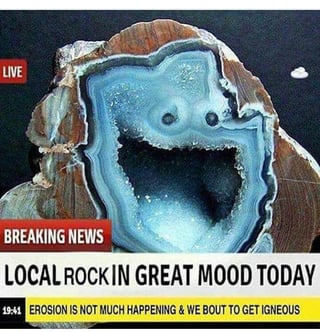 LIVE
BREAKING NEWS
LOCAL ROCK IN GREAT MOOD TODAY
19:41 EROSION IS NOT MUCH HAPPENING & WE BOUT TO GET IGNEOUS